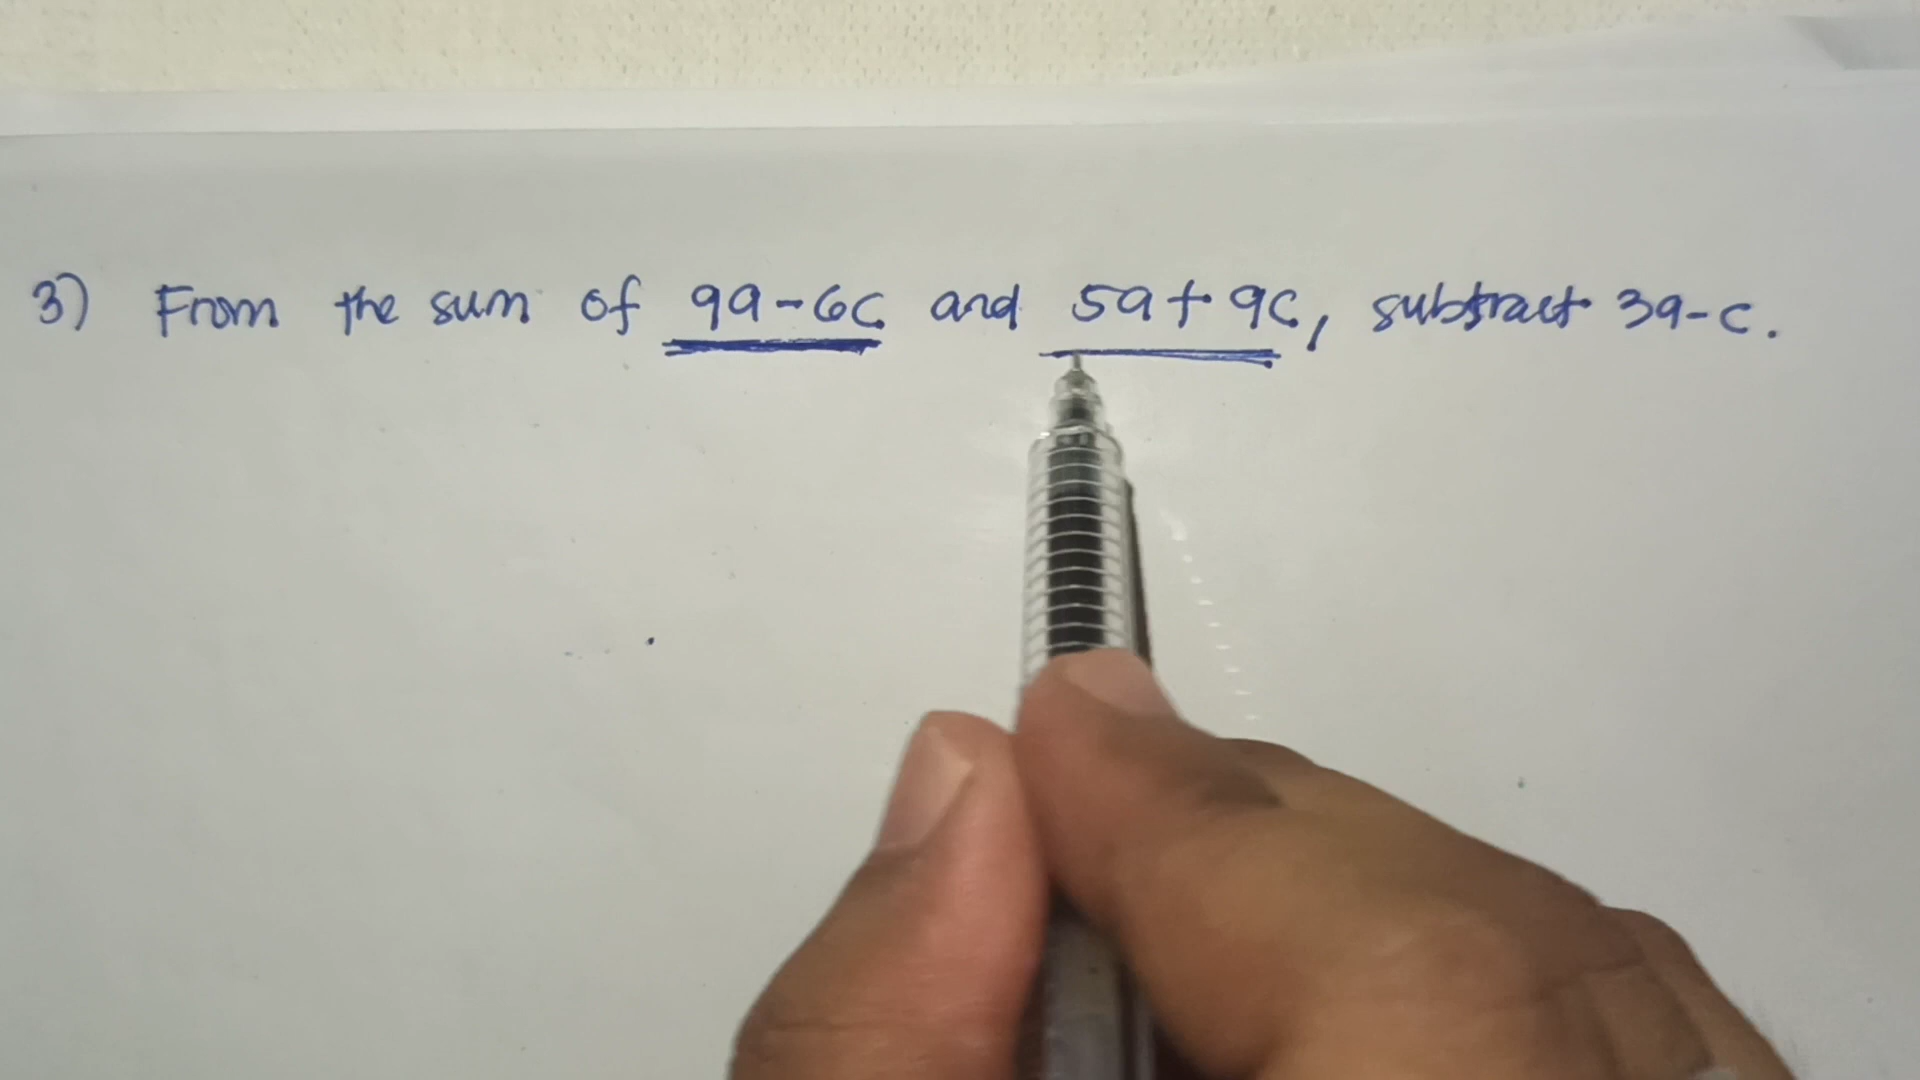 3) From the sum of 9a-6c and 5a+9c, subtract 3a-c.